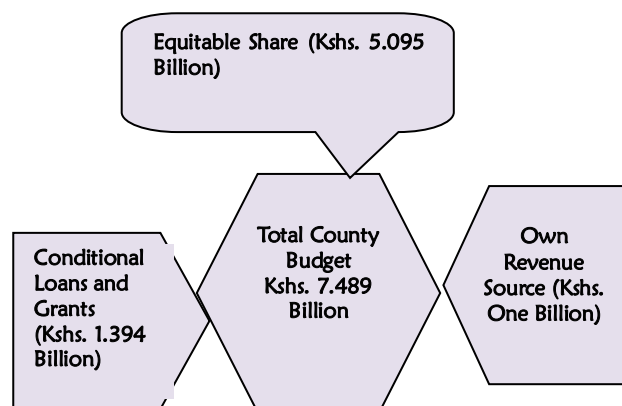 Equitable Share (Kshs. 5.095
Billion)
Total County
Budget
Kshs. 7.489
Billion
Conditional
Loans and
Grants
(Kshs. 1.394
Billion)
Own
Revenue
Source (Kshs.
One Billion)